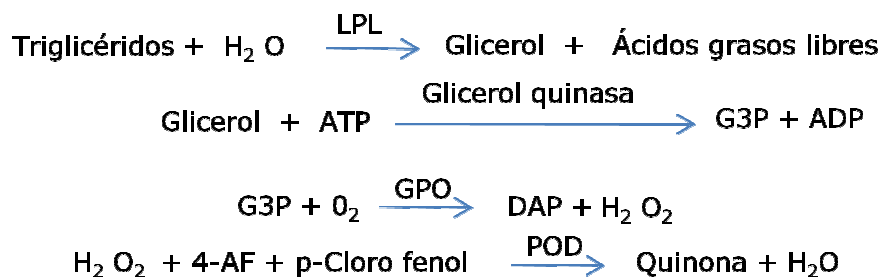 Triglicéridos + H₂ O LPL Glicerol + Ácidos grasos libres
Glicerol + ATP Glicerol quinasa G3P + ADP
G3P + 0₂ GPO DAP + H₂ O₂
H₂ O₂ + 4-AF + p-Cloro fenol POD Quinona + H₂O